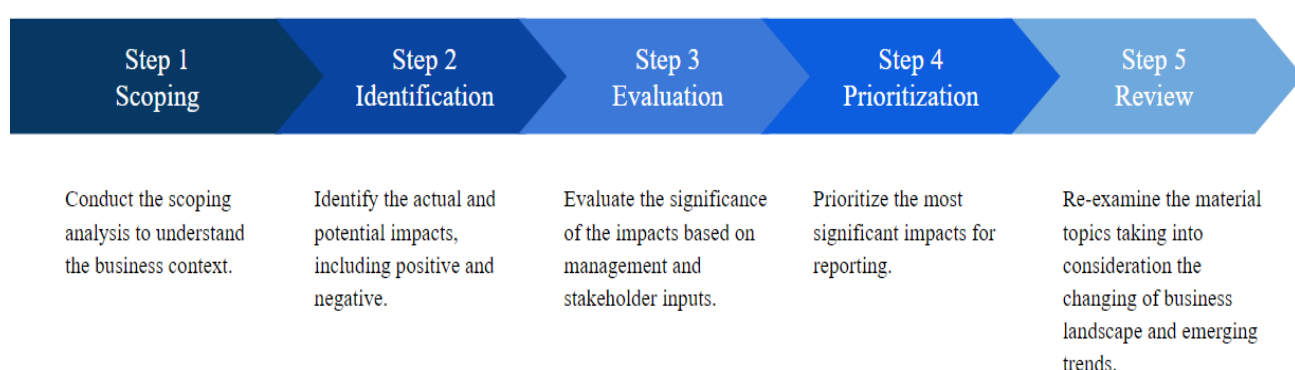 Step 1
Scoping
Step 2
Identification
Step 3
Evaluation
Step 4
Prioritization
Step 5
Review
Conduct the scoping
analysis to understand
the business context.
Identify the actual and
potential impacts,
including positive and
negative.
Evaluate the significance
of the impacts based on
management and
stakeholder inputs.
Prioritize the most
significant impacts for
reporting.
Re-examine the material
topics taking into
consideration the
changing of business
landscape and emerging
trends.